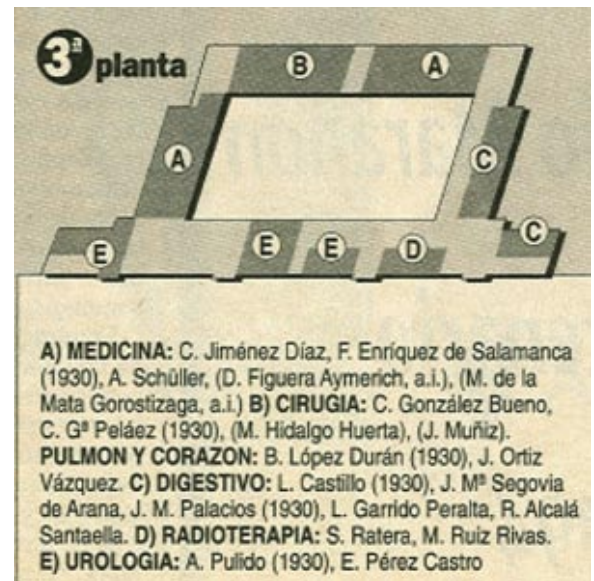 3ª planta
B
A
A
C
C
E
E
E
D
A) MEDICINA: C. Jiménez Díaz, F. Enríquez de Salamanca
(1930), A. Schüller, (D. Figuera Aymerich, a.i.), (M. de la
Mata Gorostizaga, a.i.) B) CIRUGIA: C. González Bueno,
C. Gª Peláez (1930), (M. Hidalgo Huerta), (J. Muñiz).
PULMON Y CORAZON: B. López Durán (1930), J. Ortiz
Vázquez. C) DIGESTIVO: L. Castillo (1930), J. Mª Segovia
de Arana, J. M. Palacios (1930), L. Garrido Peralta, R. Alcalá
Santaella. D) RADIOTERAPIA: S. Ratera, M. Ruiz Rivas.
E) UROLOGIA: A. Pulido (1930), E. Pérez Castro